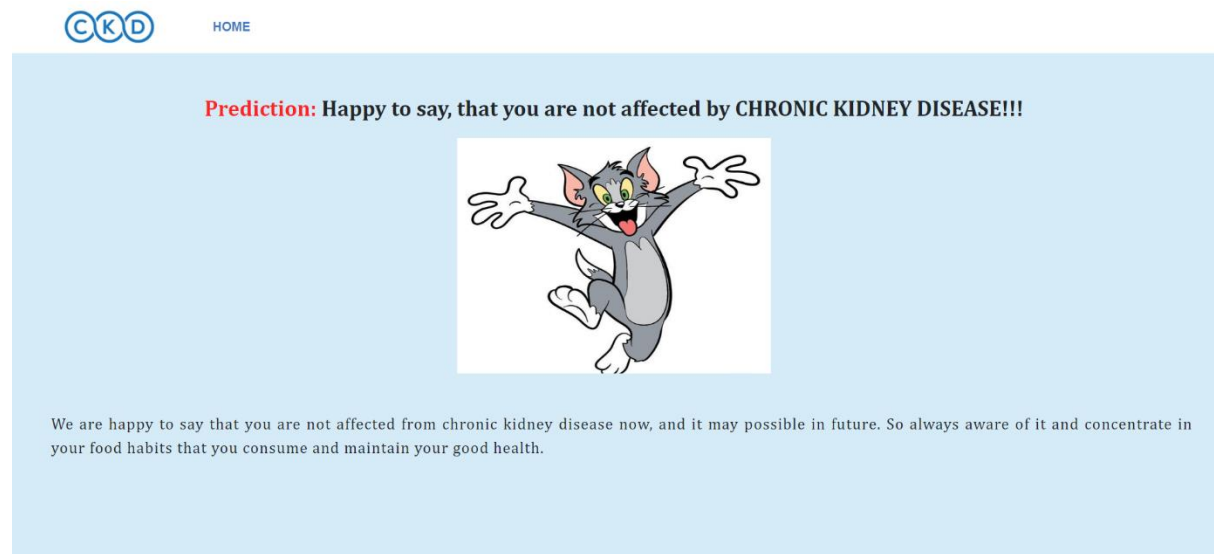 CKD HOME
Prediction: Happy to say, that you are not affected by CHRONIC KIDNEY DISEASE!!!
We are happy to say that you are not affected from chronic kidney disease now, and it may possible in future. So always aware of it and concentrate in
your food habits that you consume and maintain your good health.